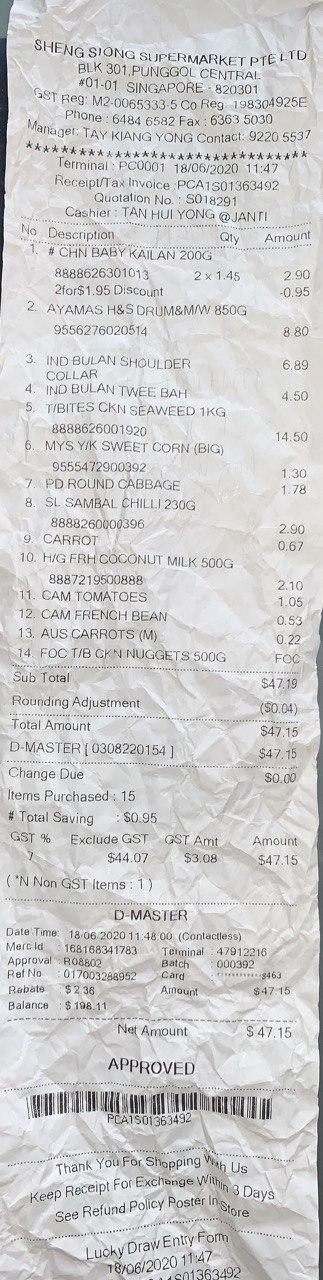 SHENG SIONG SUPERMARKET PTE LTD
BLK 301,PUNGGOL CENTRAL
#01-01 SINGAPORE - 820301
GST Reg: M2-0065333-5 Co Reg: 198304925E
Phone : 6484 6582 Fax : 6363 5030
Manager: TAY KIANG YONG Contact: 9220 5537
****************************************
Terminal : PC0001 18/06/2020 11:47
Receipt/Tax Invoice :PCA1S01363492
Quotation No. : S018291
Cashier : TAN HUI YONG @JANTI
No. Description Qty Amount
1. # CHN BABY KAILAN 200G
8888626301013 2 x 1.45 2.90
2for$1.95 Discount -0.95
2. AYAMAS H&S DRUM&M/W 850G
9556276020514 8.80
3. IND BULAN SHOULDER 6.89
COLLAR
4. IND BULAN TWEE BAH 4.50
5. T/BITES CKN SEAWEED 1KG
8888626001920 14.50
6. MYS Y/K SWEET CORN (BIG)
9555472900392 1.30
7. PD ROUND CABBAGE 1.78
8. SL SAMBAL CHILLI 230G
8888260000396 2.90
9. CARROT 0.67
10. H/G FRH COCONUT MILK 500G
8887219500888 2.10
11. CAM TOMATOES 1.05
12. CAM FRENCH BEAN 0.53
13. AUS CARROTS (M) 0.22
14. FOC T/B CKN NUGGETS 500G FOC
Sub Total $47.19
Rounding Adjustment ($0.04)
Total Amount $47.15
D-MASTER [ 0308220154 ] $47.15
Change Due $0.00
Items Purchased : 15
# Total Saving : $0.95
GST % Exclude GST GST Amt Amount
7 $44.07 $3.08 $47.15
( *N Non GST Items : 1 )
D-MASTER
Date Time: 18/06/2020 11:48:00 (Contactless)
Merc Id : 168168341783 Terminal : 47912216
Approval : R08802 Batch : 000392
Ref No : 017003288952 Card : ************8463
Rebate : $ 2.36 Amount $ 47.15
Balance : $ 198.11
Net Amount $ 47.15
APPROVED
PCA1S01363492
Thank You For Shopping With Us
Keep Receipt For Exchange Within 3 Days
See Refund Policy Poster In-Store
Lucky Draw Entry Form
18/06/2020 11:47